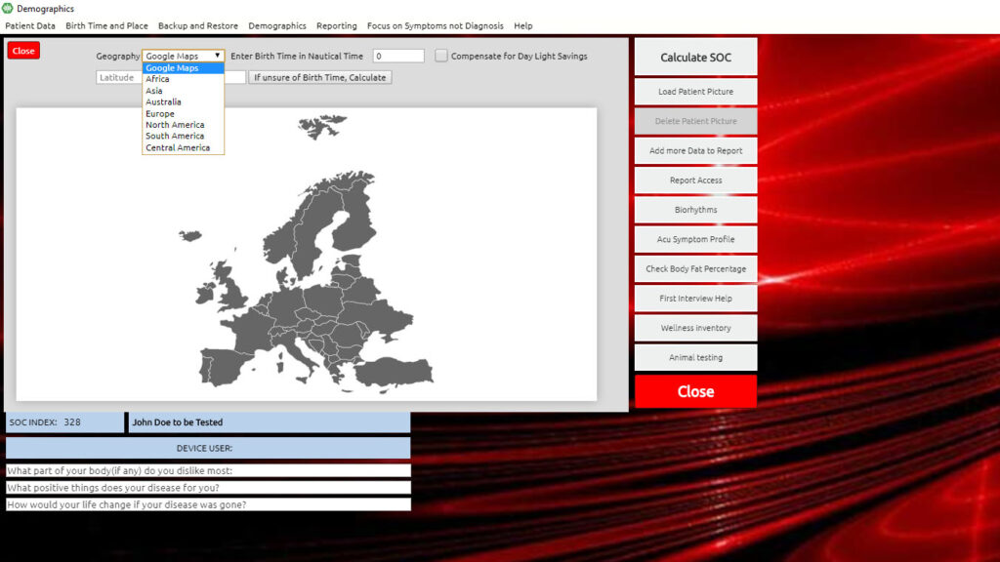 Demographics
Patient Data Birth Time and Place Backup and Restore Demographics Reporting Focus on Symptoms not Diagnosis Help
Close
Geography Google Maps Enter Birth Time in Nautical Time 0 Compensate for Day Light Savings
Latitude If unsure of Birth Time, Calculate
Google Maps
Africa
Asia
Australia
Europe
North America
South America
Central America
Calculate SOC
Load Patient Picture
Delete Patient Picture
Add more Data to Report
Report Access
Biorhythms
Acu Symptom Profile
Check Body Fat Percentage
First Interview Help
Wellness inventory
Animal testing
Close
SOC INDEX: 328 John Doe to be Tested
DEVICE USER:
What part of your body(if any) do you dislike most:
What positive things does your disease for you?
How would your life change if your disease was gone?